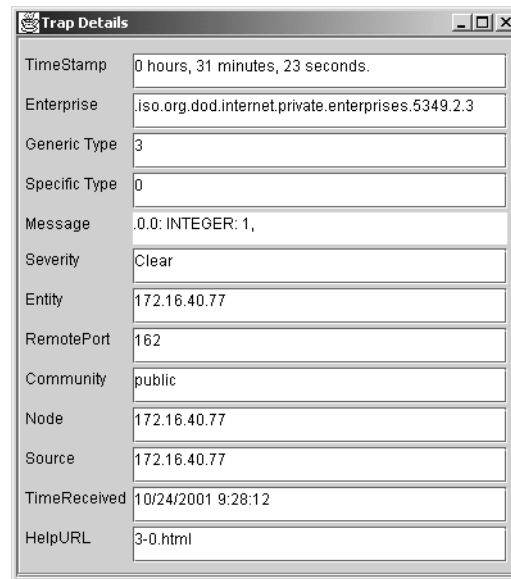 Trap Details
TimeStamp 0 hours, 31 minutes, 23 seconds.
Enterprise .iso.org.dod.internet.private.enterprises.5349.2.3
Generic Type 3
Specific Type 0
Message .0.0: INTEGER: 1,
Severity Clear
Entity 172.16.40.77
RemotePort 162
Community public
Node 172.16.40.77
Source 172.16.40.77
TimeReceived 10/24/2001 9:28:12
HelpURL 3-0.html